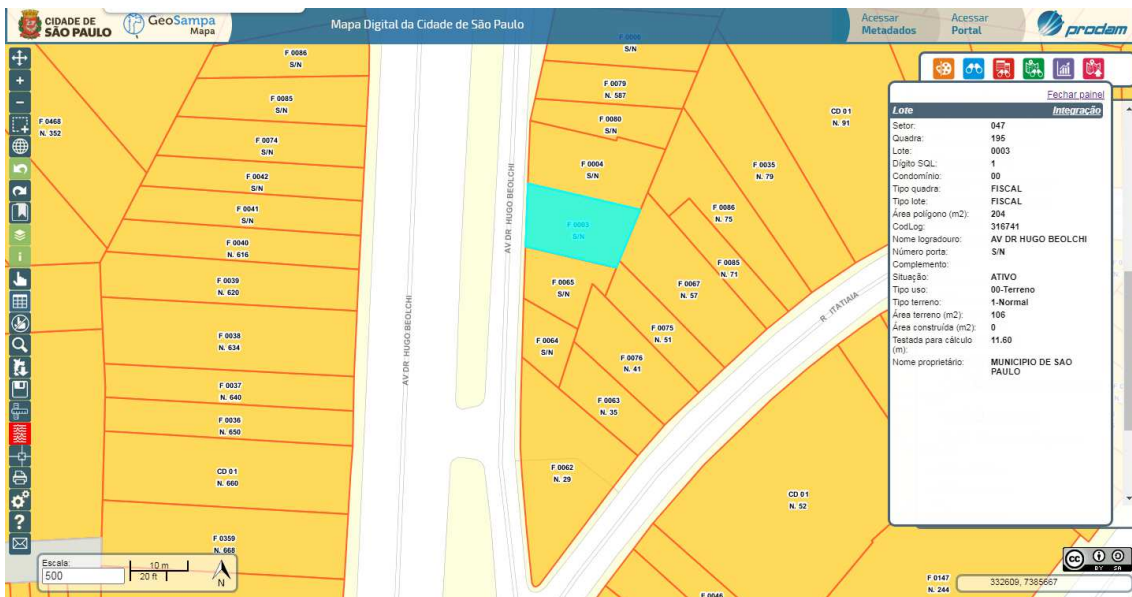 CIDADE DE
SÃO PAULO
GeoSampa
Mapa
Mapa Digital da Cidade de São Paulo
Acessar
Metadados
Acessar
Portal
prodam
F 0086
S/N
F 0085
S/N
F 0468
N. 352
F 0074
S/N
F 0042
S/N
F 0041
S/N
F 0040
N. 616
F 0039
N. 620
F 0038
N. 634
F 0037
N. 640
F 0036
N. 650
CD 01
N. 660
F 0359
N. 668
AV DR HUGO BEOLCHI
AV DR HUGO BEOLCHI
S/N
F 0079
N. 587
F 0080
S/N
F 0004
S/N
F 0003
S/N
F 0065
S/N
F 0064
S/N
CD 01
N. 91
F 0035
N. 79
F 0086
N. 75
F 0085
N. 71
F 0067
N. 57
F 0075
N. 51
F 0076
N. 41
F 0063
N. 35
F 0062
N. 29
R ITATIAIA
CD 01
N. 52
F 0147
N. 244
F 0046
Fechar painel
Lote Integração
Setor: 047
Quadra: 195
Lote: 0003
Dígito SQL: 1
Condomínio: 00
Tipo quadra: FISCAL
Tipo lote: FISCAL
Área polígono (m2): 204
CodLog: 316741
Nome logradouro: AV DR HUGO BEOLCHI
Número porta: S/N
Complemento:
Situação: ATIVO
Tipo uso: 00-Terreno
Tipo terreno: 1-Normal
Área terreno (m2): 106
Área construída (m2): 0
Testada para cálculo 11.60
(m):
Nome proprietário: MUNICIPIO DE SAO
PAULO
Escala:
500
10 m
20 ft
N
cc
BY SA
332609, 7385667